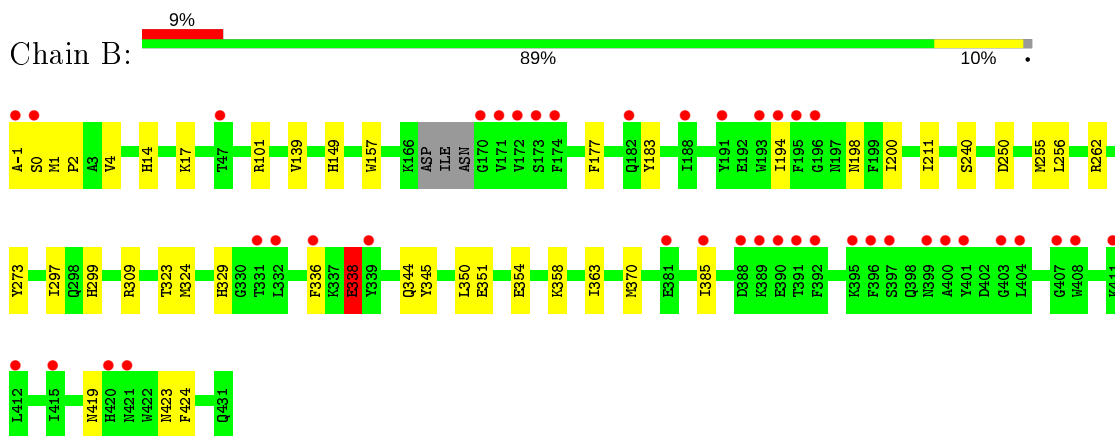 9%
Chain B:
89% 10% •
A-1 S0 M1 P2 A3 V4 H14 K17 T47 R101 V139 H149 W157 K166 ASP ILE ASN G170 V171 V172 S173 F174 F177 Q182 Y183 I188 Y191 E192 W193 I194 F195 G196 N197 N198 F199 I200 I211 S240 D250 M255 L256 R262
Y273 I297 Q298 H299 R309 T323 M324 H329 G330 T331 L332 F336 K337 E338 Y339 Q344 Y345 L350 E351 E354 K358 I363 M370 E381 I385 D388 K389 E390 T391 F392 K395 F396 S397 Q398 N399 A400 Y401 D402 G403 L404 G407 W408 K411
L412 I415 N419 H420 N421 W422 N423 F424 Q431